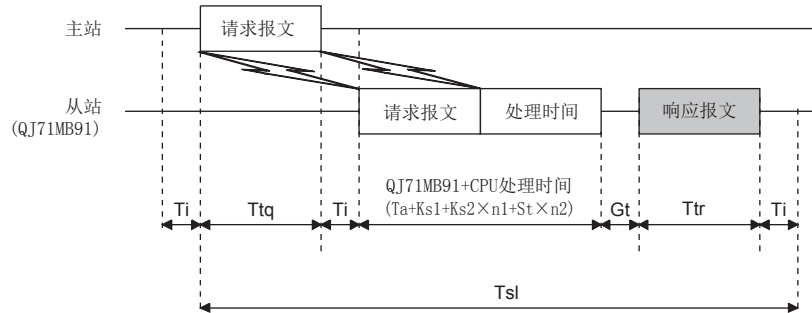 主站
请求报文
从站
(QJ71MB91)
请求报文
处理时间
响应报文
QJ71MB91+CPU处理时间
(Ta+Ks1+Ks2×n1+St×n2)
Ti
Ttq
Ti
Gt
Ttr
Ti
Tsl